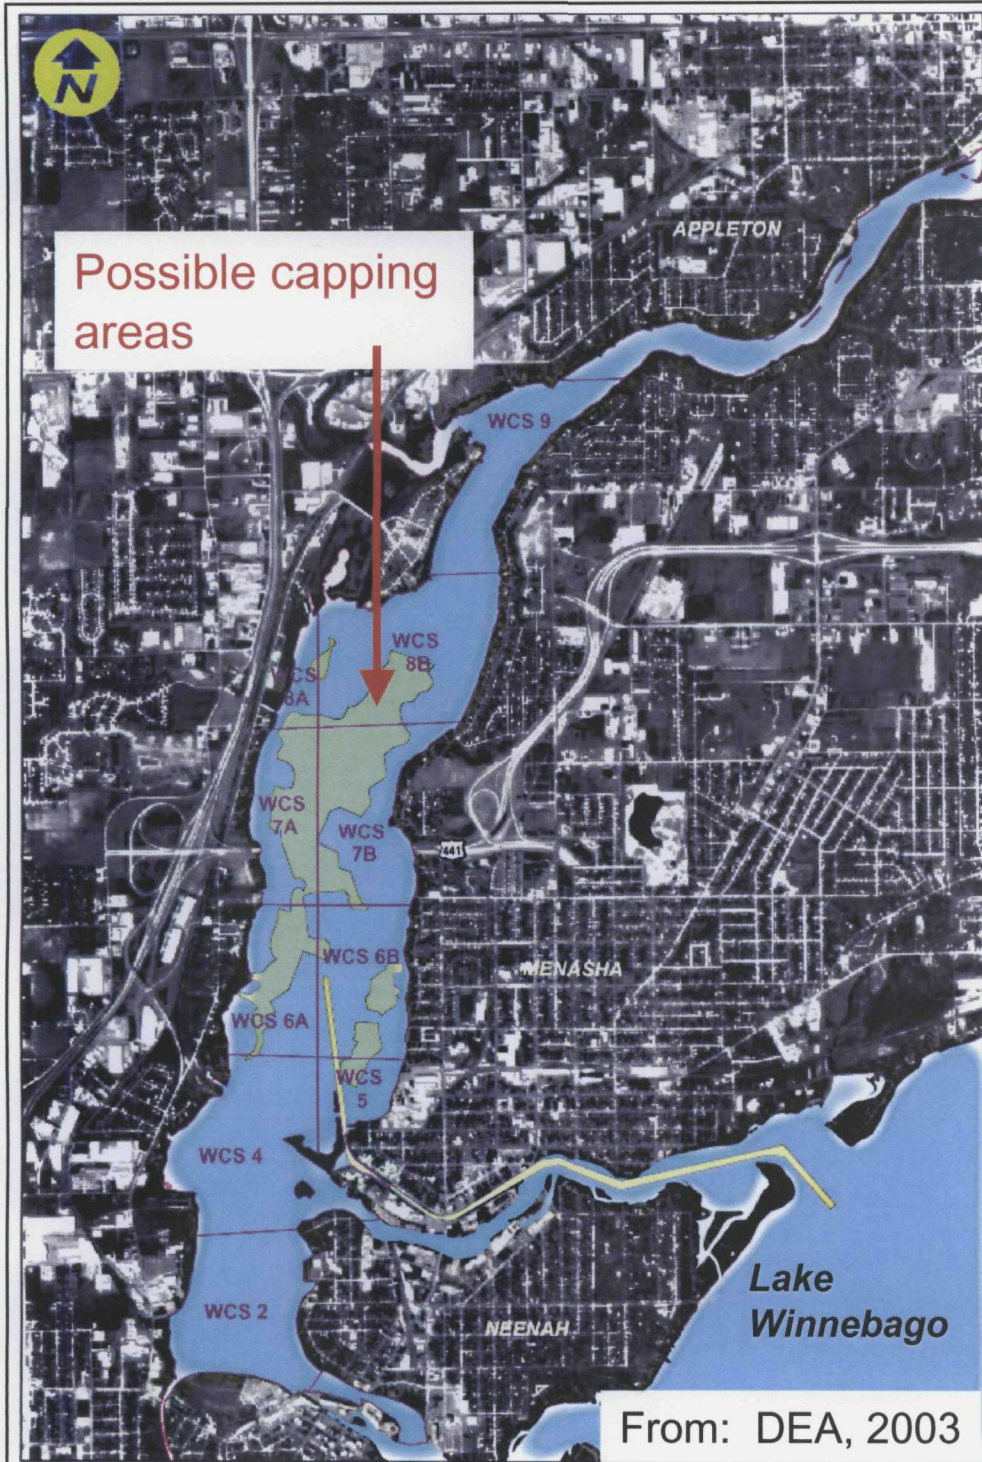 N
APPLETON
Possible capping
areas
WCS 9
WCS
8B
WCS
8A
WCS
7A
WCS
7B
441
WCS 6B
MENASHA
WCS 6A
WCS
5
WCS 4
Lake
Winnebago
WCS 2
NEENAH
From: DEA, 2003